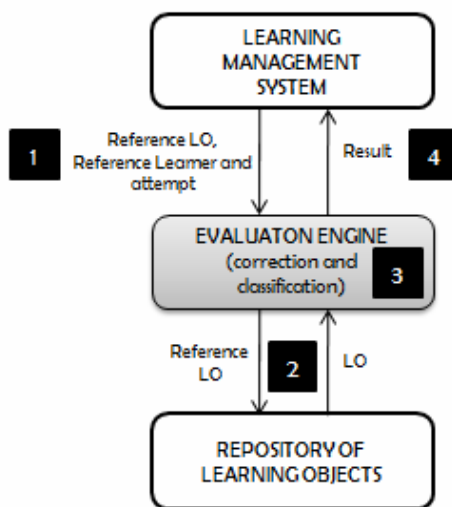 LEARNING
MANAGEMENT
SYSTEM
1
Reference LO,
Reference Learner and
attempt
Result
4
EVALUATON ENGINE
(correction and
classification)
3
Reference
LO
2
LO
REPOSITORY OF
LEARNING OBJECTS